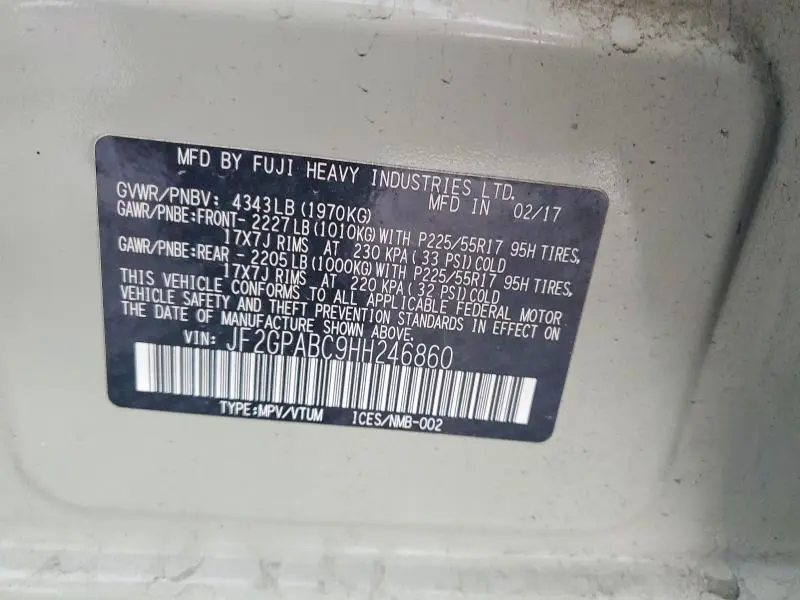 MFD BY FUJI HEAVY INDUSTRIES LTD.
GVWR/PNBV: 4343LB (1970KG) MFD IN 02/17
GAWR/PNBE:FRONT- 2227LB (1010KG) WITH P225/55R17 95H TIRES,
17X7J RIMS AT 230 KPA (33 PSI) COLD
GAWR/PNBE:REAR - 2205LB (1000KG) WITH P225/55R17 95H TIRES,
17X7J RIMS AT 220 KPA (32 PSI) COLD
THIS VEHICLE CONFORMS TO ALL APPLICABLE FEDERAL MOTOR
VEHICLE SAFETY AND THEFT PREVENTION STANDARDS IN EFFECT ON
THE DATE OF MANUFACTURE SHOWN ABOVE.
VIN: JF2GPABC9HH246860
TYPE:MPV/VTUM ICES/NMB-002